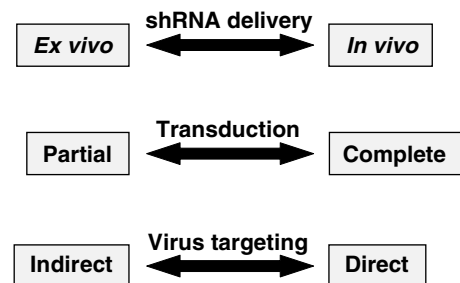 shRNA delivery
Ex vivo In vivo
Transduction
Partial Complete
Virus targeting
Indirect Direct